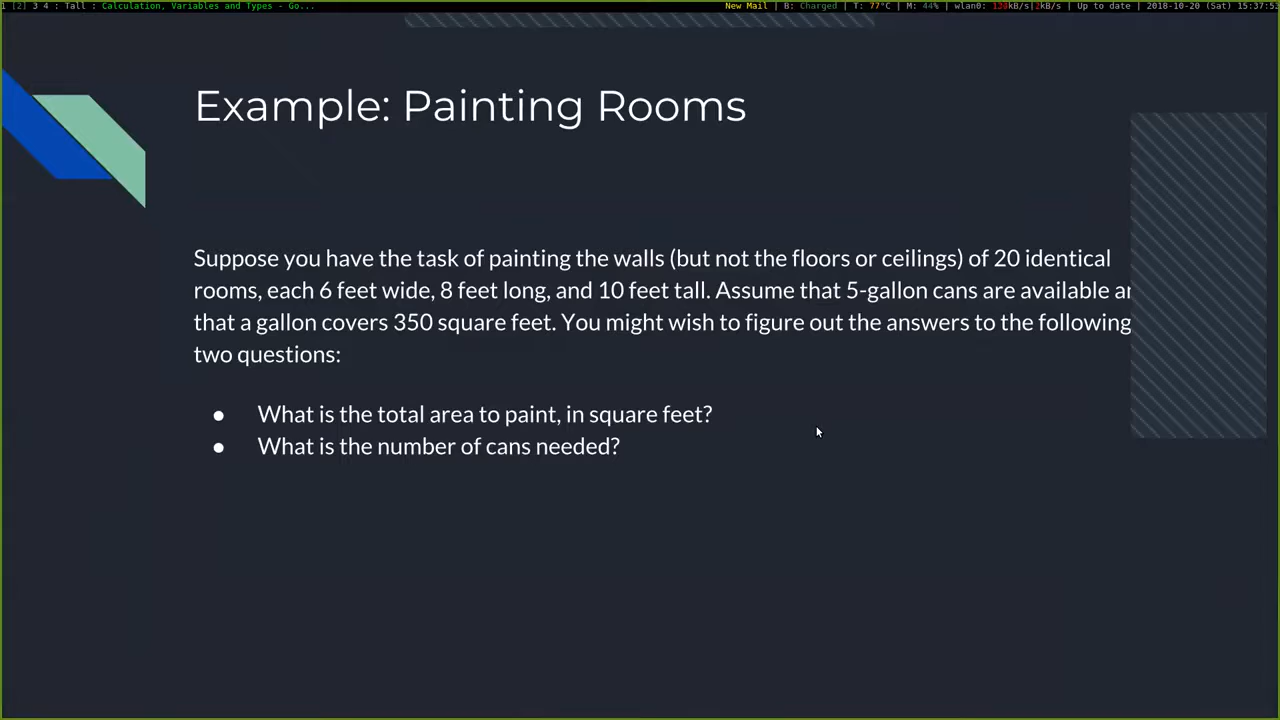 1 [2] 3 4 : Tall : Calculation, Variables and Types - Go... New Mail | B: Charged | T: 77°C | M: 44% | wlan0: 130kB/s|2kB/s | Up to date | 2018-10-20 (Sat) 15:37:53
Example: Painting Rooms
Suppose you have the task of painting the walls (but not the floors or ceilings) of 20 identical
rooms, each 6 feet wide, 8 feet long, and 10 feet tall. Assume that 5-gallon cans are available
that a gallon covers 350 square feet. You might wish to figure out the answers to the following
two questions:
● What is the total area to paint, in square feet?
● What is the number of cans needed?